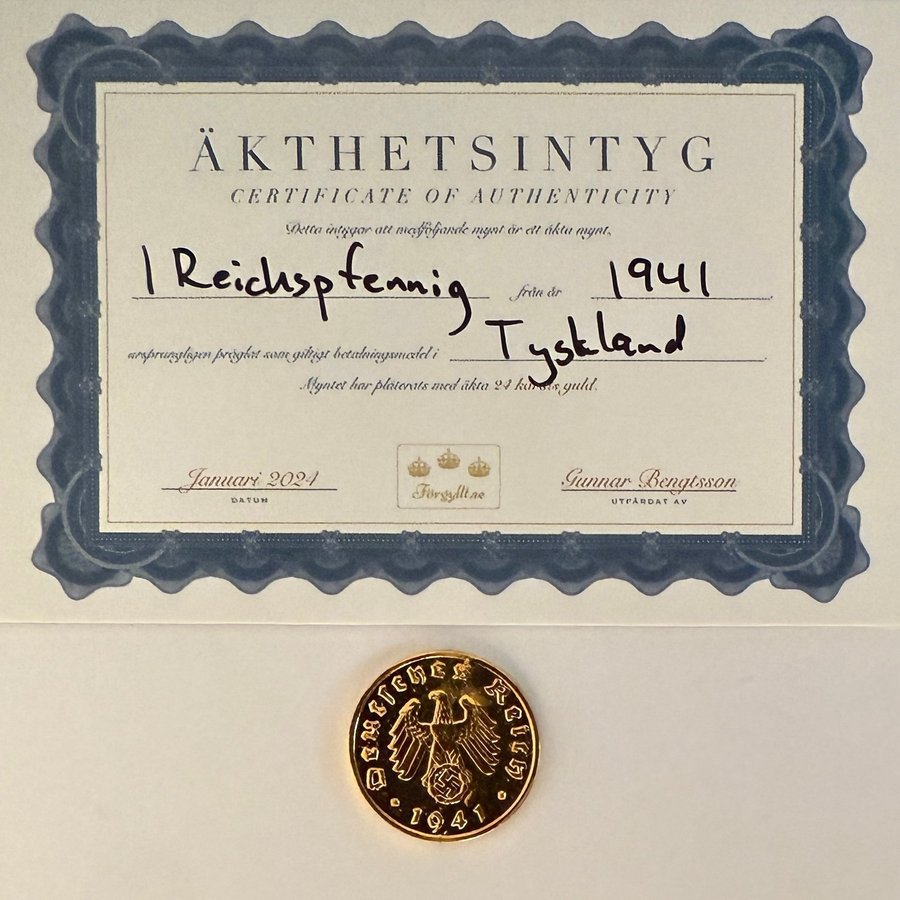 ÄKTHETSINTYG
CERTIFICATE OF AUTHENTICITY
Detta intygar att medföljande mynt är ett äkta mynt,
1 Reichspfennig från år 1941
ursprungligen präglat som giltigt betalningsmedel i Tyskland
Myntet har pläterats med äkta 24 karats guld.
Januari 2024
DATUM
Förgyllt.se
Gunnar Bengtsson
UTFÄRDAT AV
Deutsches Reich
1941